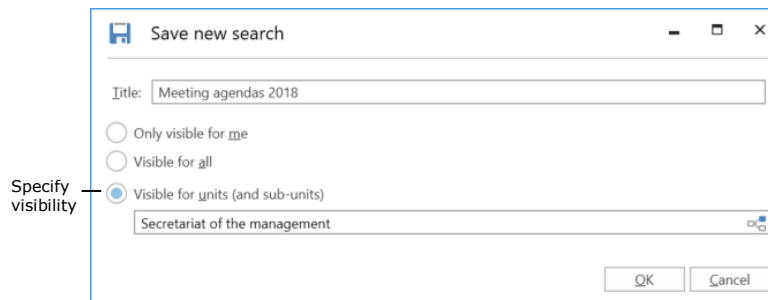 Save new search
Title: Meeting agendas 2018
Only visible for me
Visible for all
Specify
visibility
Visible for units (and sub-units)
Secretariat of the management
OK Cancel